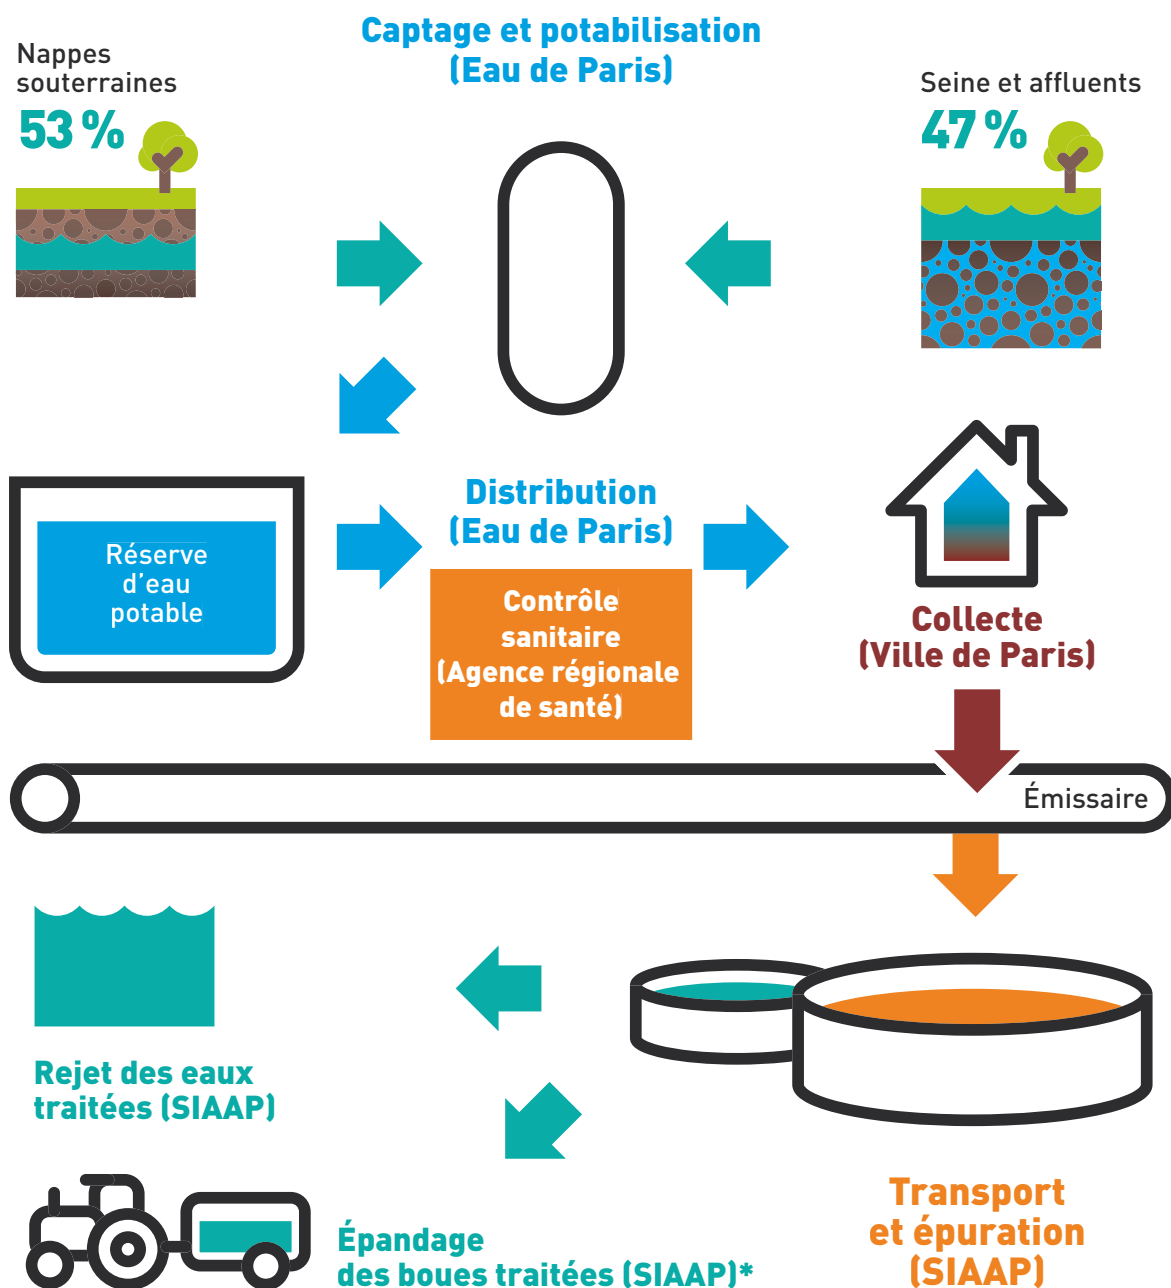 Captage et potabilisation
(Eau de Paris)
Nappes
souterraines
53 %
Seine et affluents
47 %
Réserve
d'eau
potable
Distribution
(Eau de Paris)
Contrôle
sanitaire
(Agence régionale
de santé)
Collecte
(Ville de Paris)
Émissaire
Rejet des eaux
traitées (SIAAP)
Épandage
des boues traitées (SIAAP)*
Transport
et épuration
(SIAAP)